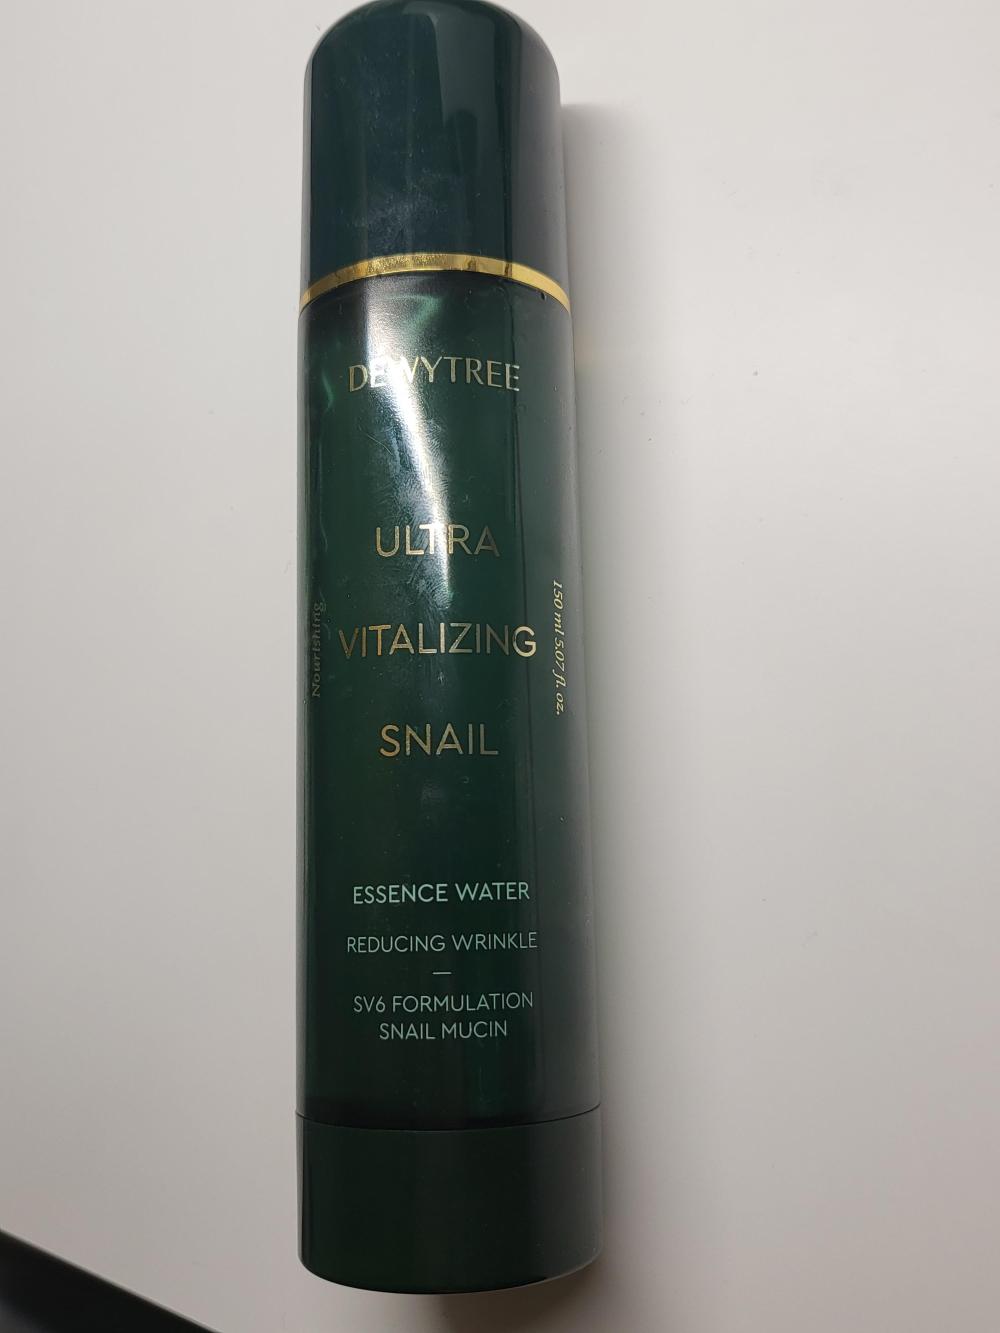 DEWYTREE
ULTRA
VITALIZING
SNAIL
Nourishing
150 ml 5.07 fl. oz.
ESSENCE WATER
REDUCING WRINKLE
SV6 FORMULATION
SNAIL MUCIN